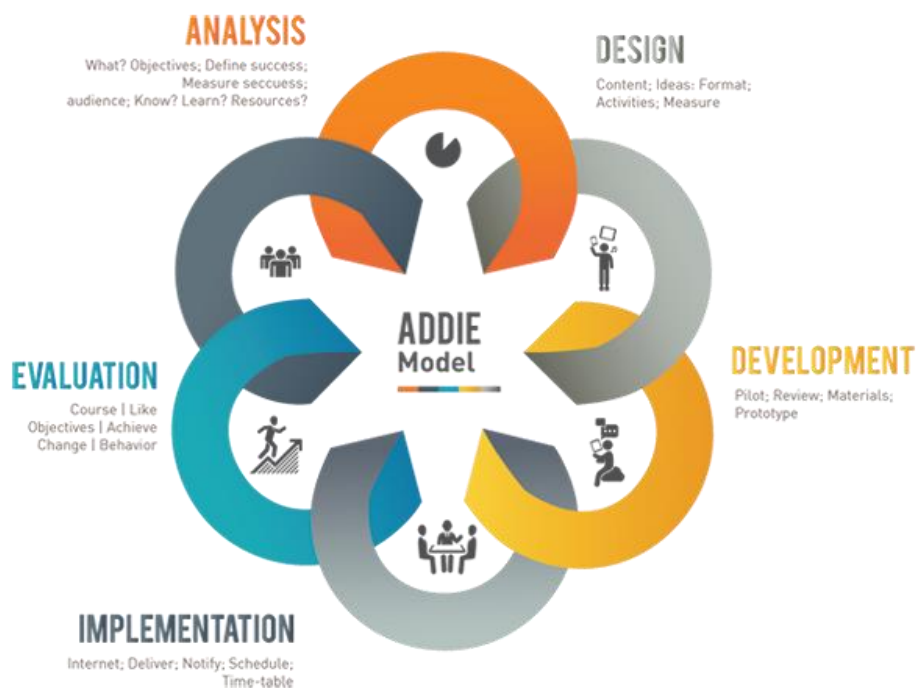 ANALYSIS
What? Objectives; Define success;
Measure seccuess;
audience; Know? Learn? Resources?
DESIGN
Content; Ideas: Format;
Activities; Measure
ADDIE
Model
EVALUATION
Course | Like
Objectives | Achieve
Change | Behavior
DEVELOPMENT
Pilot; Review; Materials;
Prototype
IMPLEMENTATION
Internet; Deliver; Notify; Schedule;
Time-table